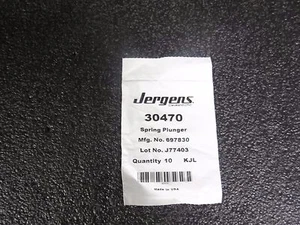 Jergens
30470
Spring Plunger
Mfg. No. 697830
Lot No. J77403
Quantity 10 KJL
Made in USA